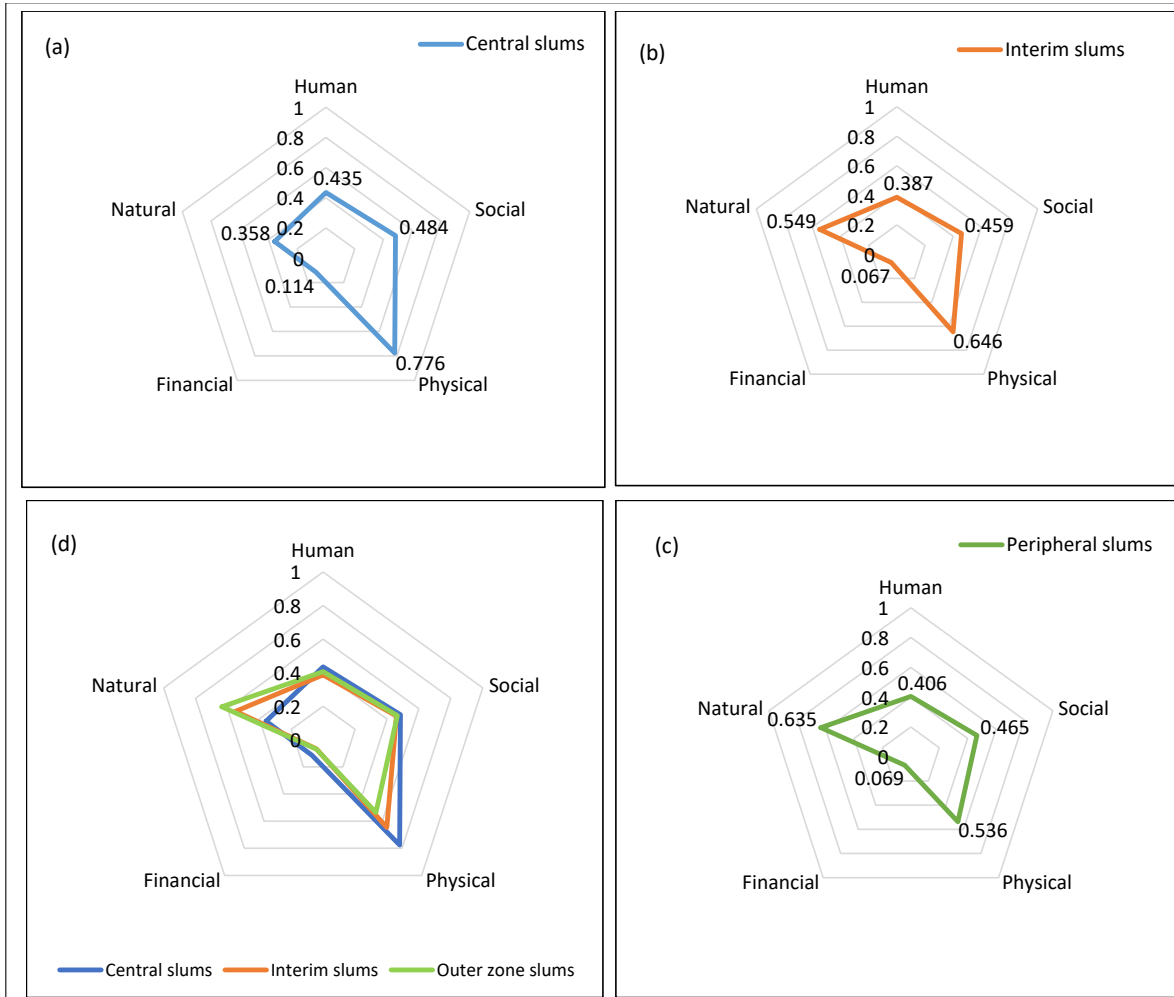 (a)
Central slums
Human
1
0.8
0.6
0.4
0.2
0
0.435
Social
0.484
Natural
0.358
0.114
0.776
Financial
Physical
(b)
Interim slums
Human
1
0.8
0.6
0.4
0.2
0
0.387
Social
0.459
Natural
0.549
0.067
0.646
Financial
Physical
(d)
Human
1
0.8
0.6
0.4
0.2
0
Natural
Social
Financial
Physical
Central slums Interim slums Outer zone slums
(c)
Peripheral slums
Human
1
0.8
0.6
0.4
0.2
0
0.406
Natural
Social
0.635
0.465
0.069
0.536
Financial
Physical